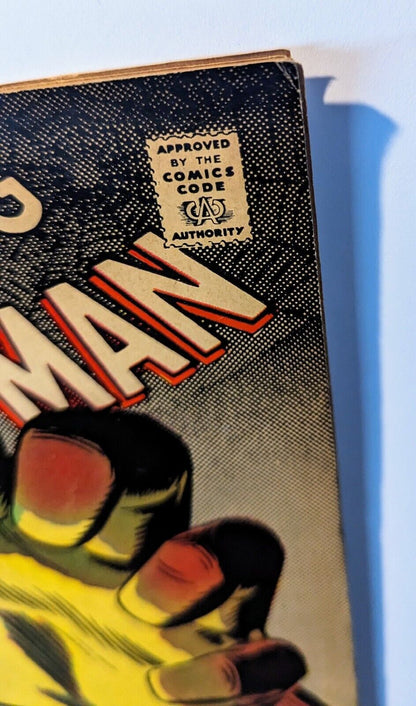 APPROVED
BY THE
COMICS
CODE
CA
AUTHORITY
MAN